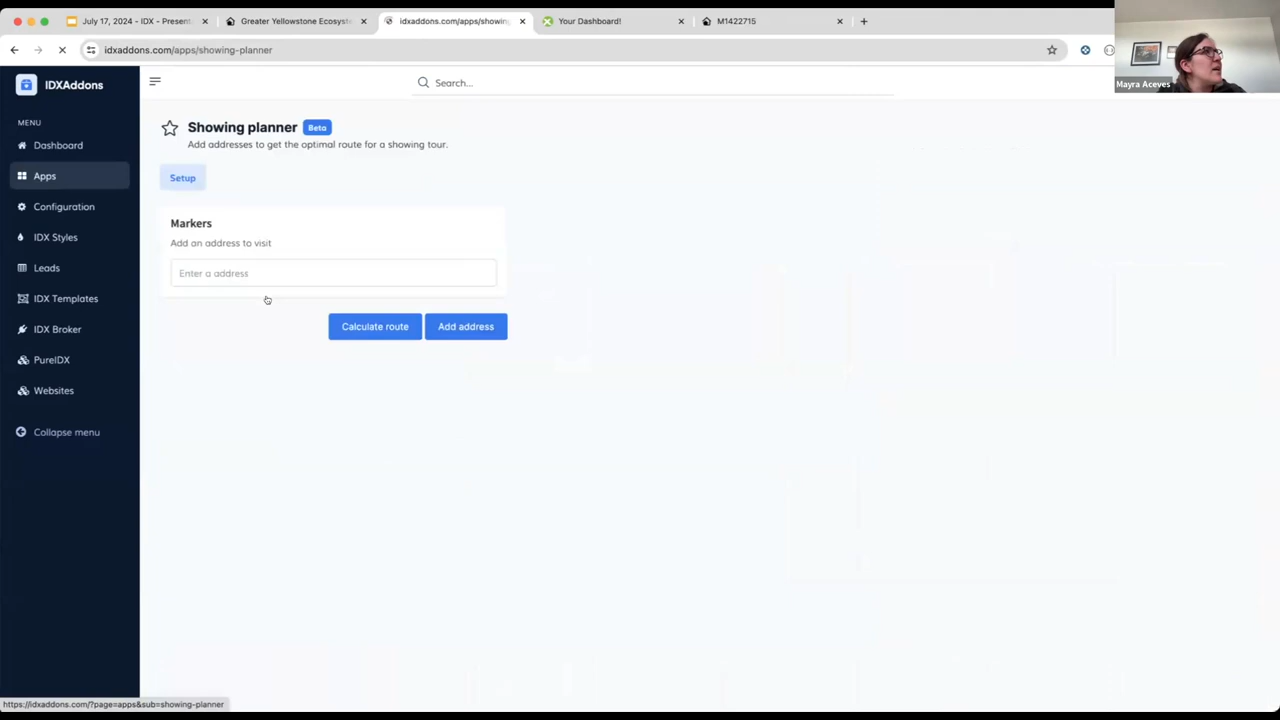 July 17, 2024 - IDX - Present
Greater Yellowstone Ecosyste
idxaddons.com/apps/showing
Your Dashboard!
M1422715
idxaddons.com/apps/showing-planner
Mayra Aceves
IDXAddons
Search...
MENU
Dashboard
Apps
Configuration
IDX Styles
Leads
IDX Templates
IDX Broker
PureIDX
Websites
Collapse menu
Showing planner
Beta
Add addresses to get the optimal route for a showing tour.
Setup
Markers
Add an address to visit
Enter a address
Calculate route
Add address
https://idxaddons.com/?page=apps&sub=showing-planner